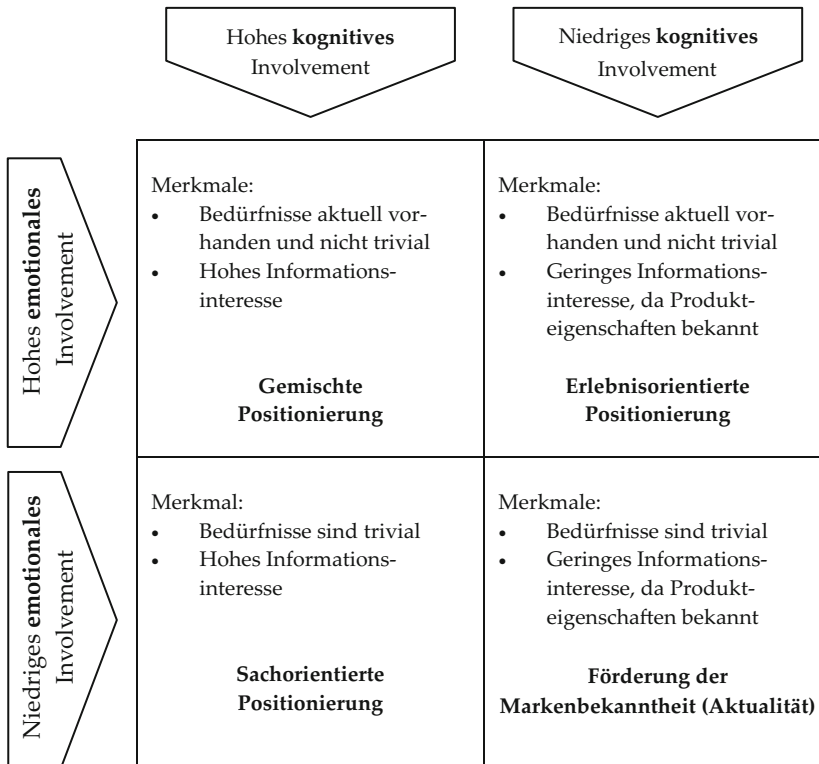 Hohes kognitives
Involvement
Niedriges kognitives
Involvement
Hohes emotionales
Involvement
Merkmale:
• Bedürfnisse aktuell vor-
handen und nicht trivial
• Hohes Informations-
interesse
Gemischte
Positionierung
Merkmale:
• Bedürfnisse aktuell vor-
handen und nicht trivial
• Geringes Informations-
interesse, da Produkt-
eigenschaften bekannt
Erlebnisorientierte
Positionierung
Niedriges emotionales
Involvement
Merkmal:
• Bedürfnisse sind trivial
• Hohes Informations-
interesse
Sachorientierte
Positionierung
Merkmale:
• Bedürfnisse sind trivial
• Geringes Informations-
interesse, da Produkt-
eigenschaften bekannt
Förderung der
Markenbekanntheit (Aktualität)